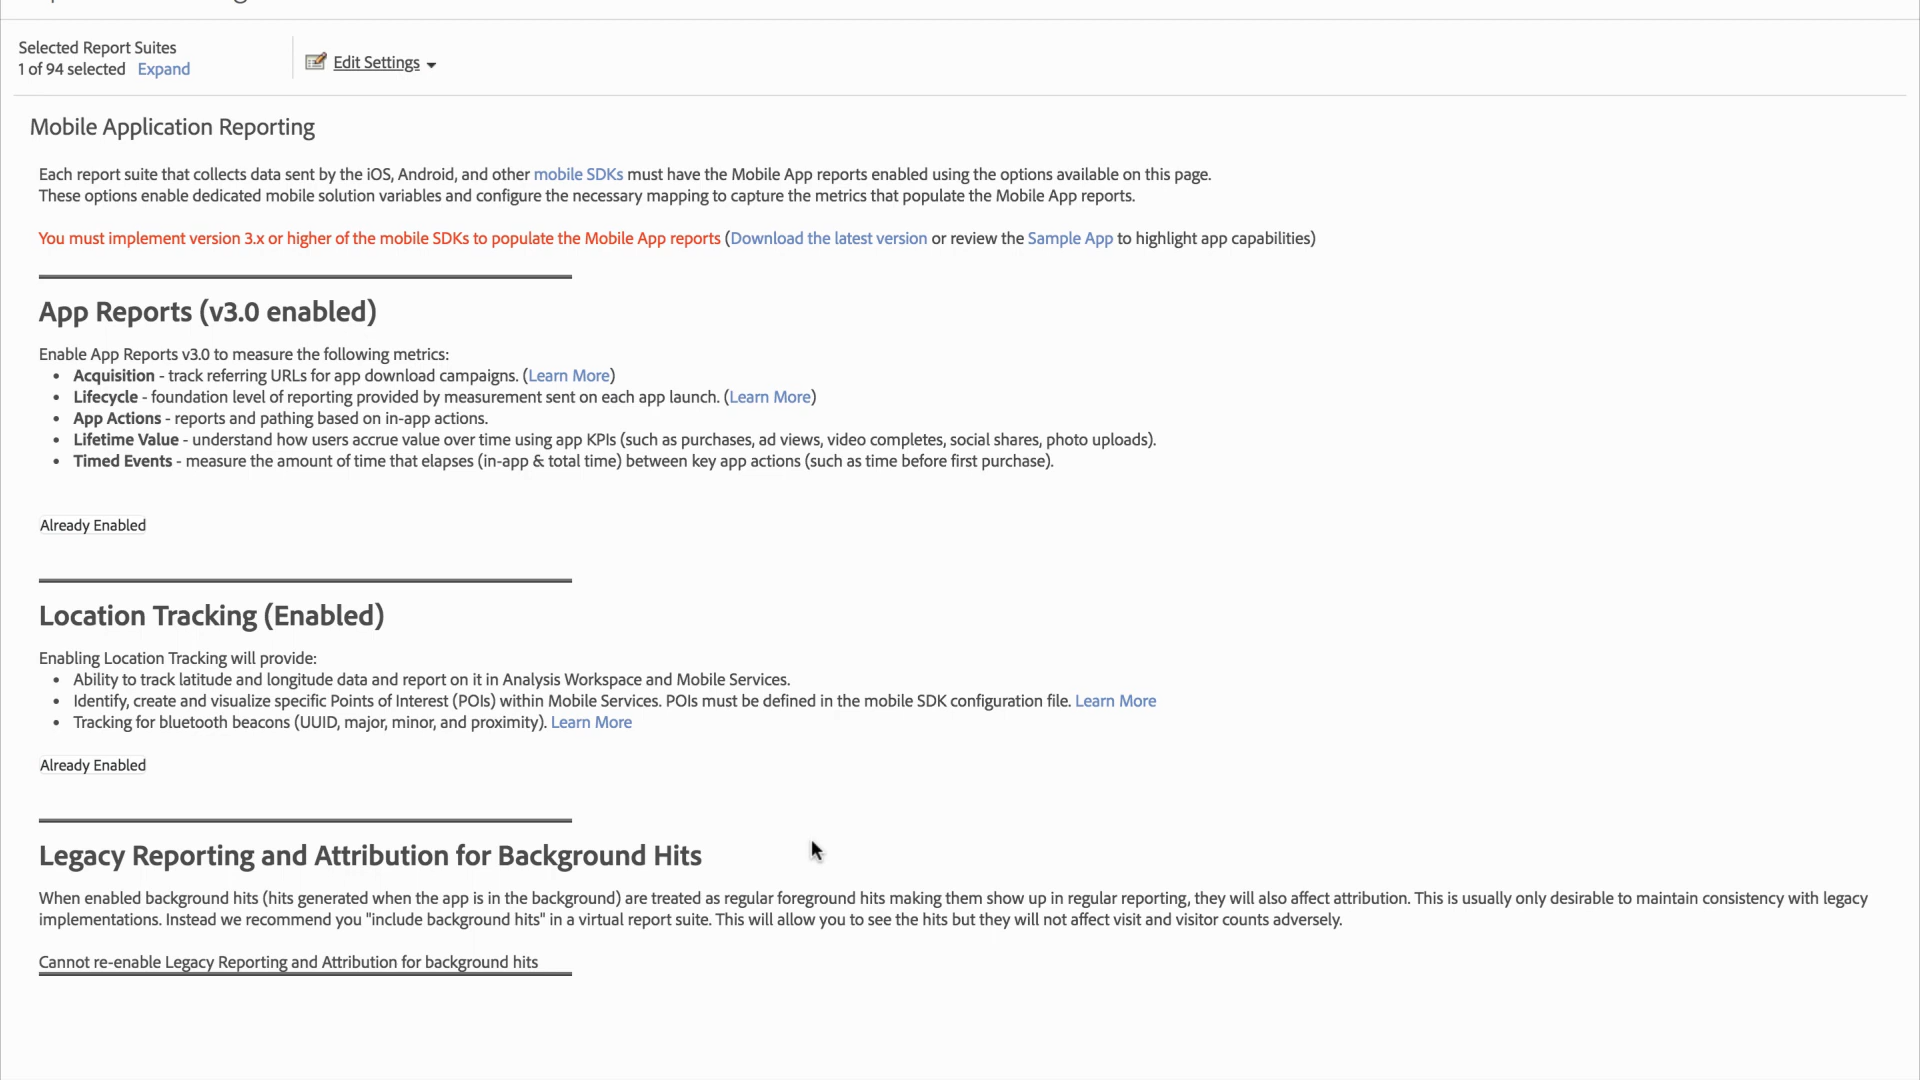 Selected Report Suites
1 of 94 selected Expand
Edit Settings
Mobile Application Reporting
Each report suite that collects data sent by the iOS, Android, and other mobile SDKs must have the Mobile App reports enabled using the options available on this page.
These options enable dedicated mobile solution variables and configure the necessary mapping to capture the metrics that populate the Mobile App reports.
You must implement version 3.x or higher of the mobile SDKs to populate the Mobile App reports (Download the latest version or review the Sample App to highlight app capabilities)
App Reports (v3.0 enabled)
Enable App Reports v3.0 to measure the following metrics:
• Acquisition - track referring URLs for app download campaigns. (Learn More)
• Lifecycle - foundation level of reporting provided by measurement sent on each app launch. (Learn More)
• App Actions - reports and pathing based on in-app actions.
• Lifetime Value - understand how users accrue value over time using app KPIs (such as purchases, ad views, video completes, social shares, photo uploads).
• Timed Events - measure the amount of time that elapses (in-app & total time) between key app actions (such as time before first purchase).
Already Enabled
Location Tracking (Enabled)
Enabling Location Tracking will provide:
• Ability to track latitude and longitude data and report on it in Analysis Workspace and Mobile Services.
• Identify, create and visualize specific Points of Interest (POIs) within Mobile Services. POIs must be defined in the mobile SDK configuration file. Learn More
• Tracking for bluetooth beacons (UUID, major, minor, and proximity). Learn More
Already Enabled
Legacy Reporting and Attribution for Background Hits
When enabled background hits (hits generated when the app is in the background) are treated as regular foreground hits making them show up in regular reporting, they will also affect attribution. This is usually only desirable to maintain consistency with legacy
implementations. Instead we recommend you "include background hits" in a virtual report suite. This will allow you to see the hits but they will not affect visit and visitor counts adversely.
Cannot re-enable Legacy Reporting and Attribution for background hits